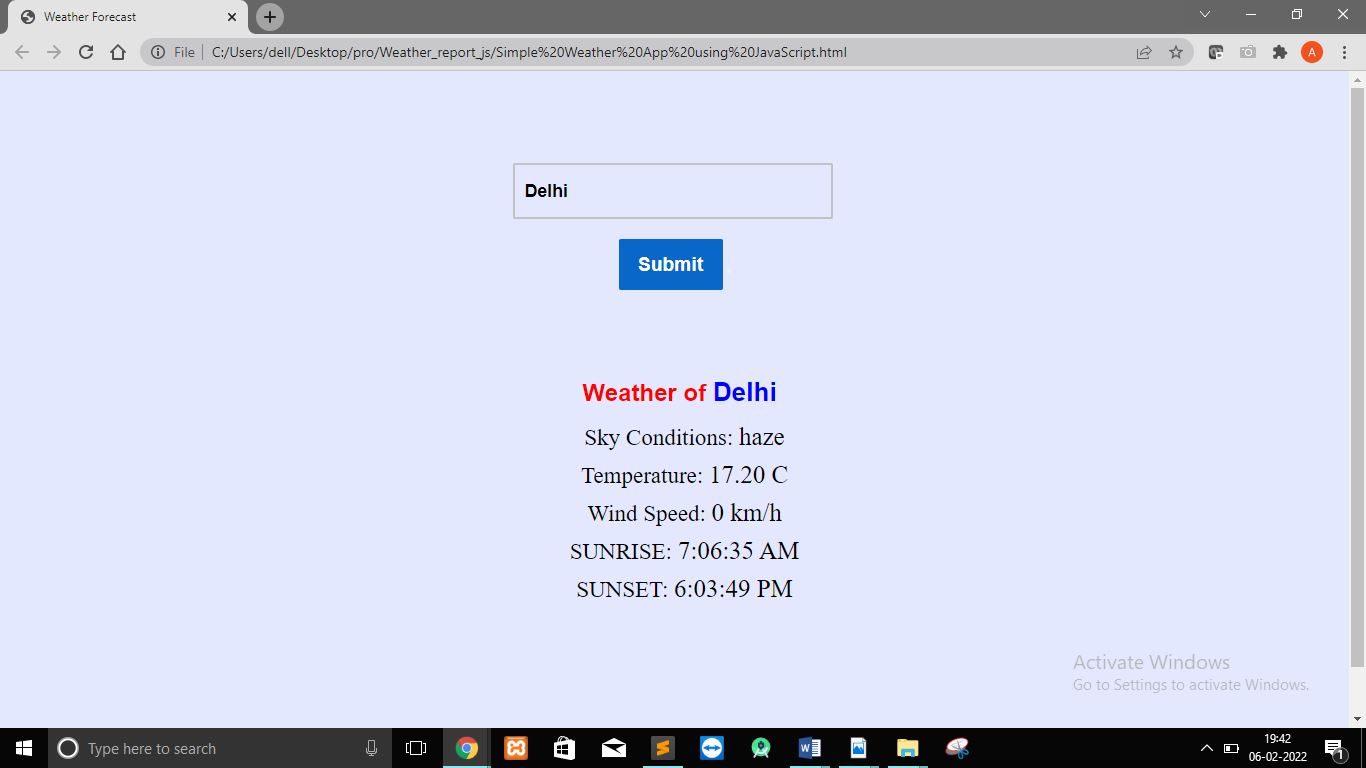 Weather Forecast
File
C:/Users/dell/Desktop/pro/Weather_report_js/Simple%20Weather%20App%20using%20JavaScript.html
A
Delhi
Submit
Weather of Delhi
Sky Conditions: haze
Temperature: 17.20 C
Wind Speed: 0 km/h
SUNRISE: 7:06:35 AM
SUNSET: 6:03:49 PM
Activate Windows
Go to Settings to activate Windows.
Type here to search
19:42
06-02-2022
1